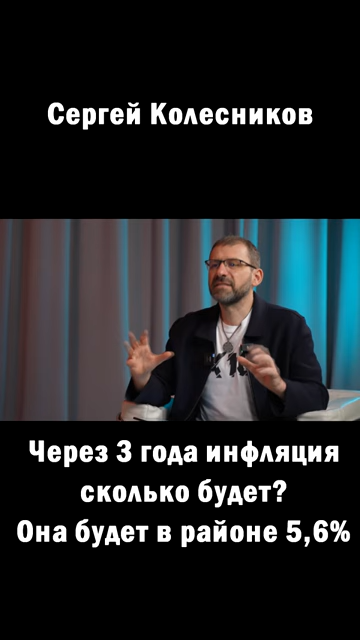 Сергей Колесников
Через 3 года инфляция
сколько будет?
Она будет в районе 5,6%